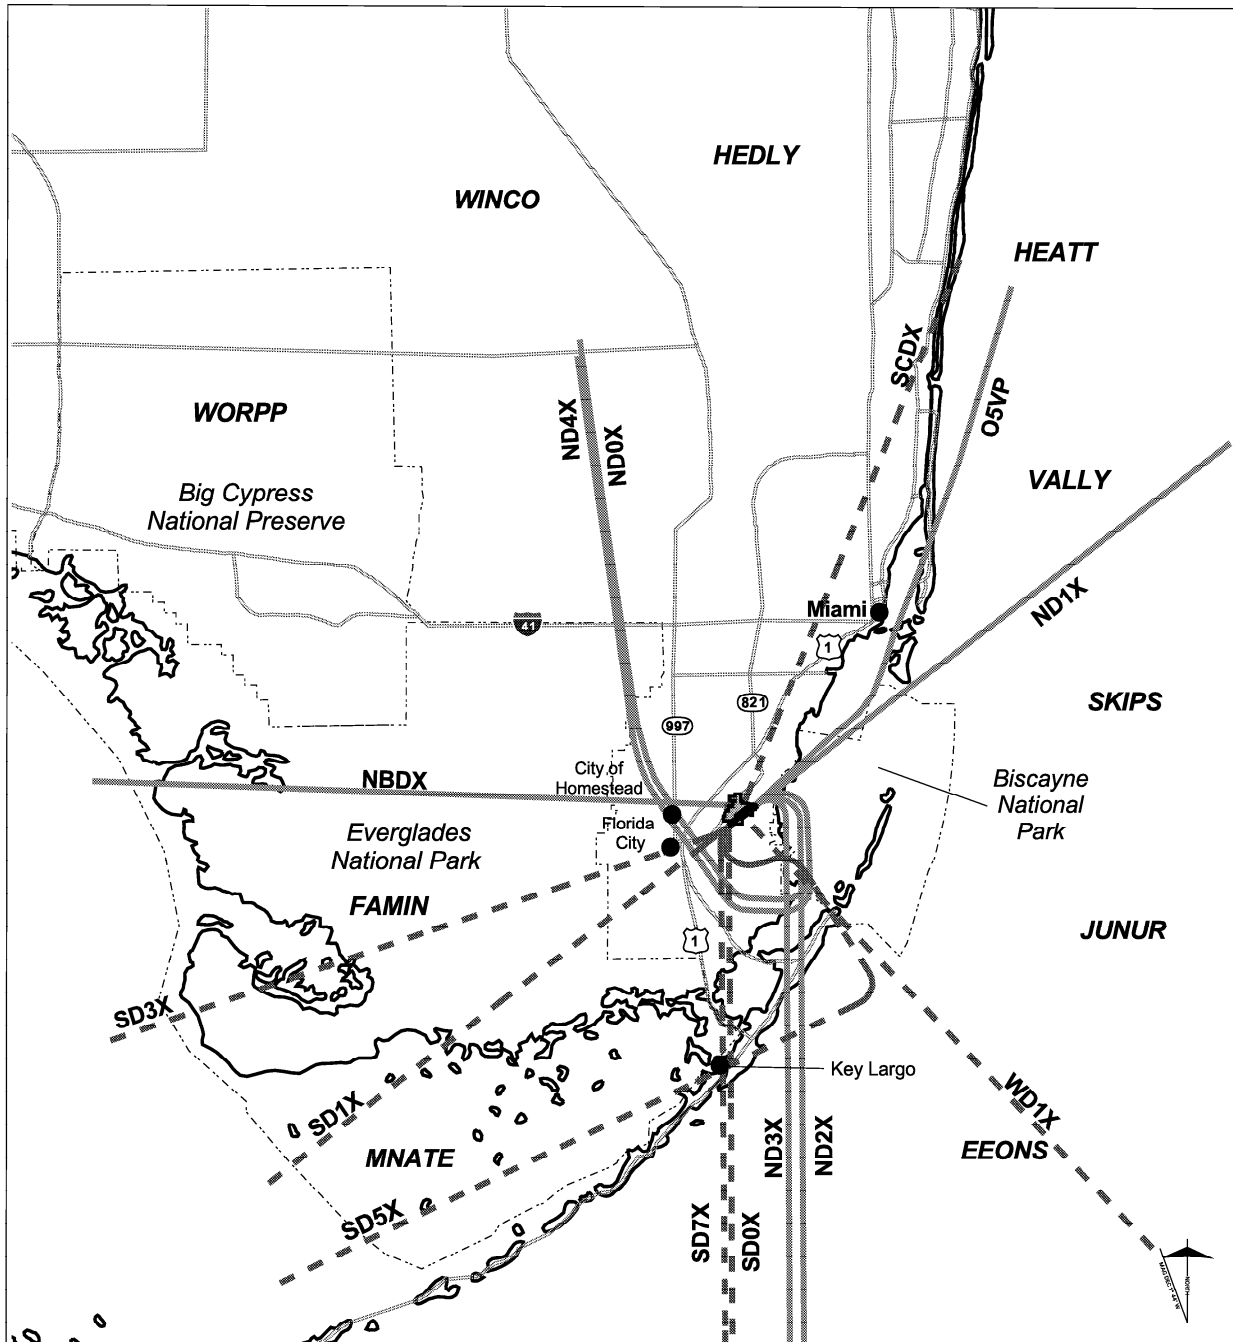 HEDLY
WINCO
HEATT
SCDX
O5VP
WORPP
ND4X
ND0X
VALLY
Big Cypress
National Preserve
ND1X
Miami
41
1
SKIPS
821
997
City of
Homestead
NBDX
Biscayne
National
Park
Florida
City
Everglades
National Park
FAMIN
JUNUR
1
SD3X
Key Largo
SD1X
WD1X
MNATE
ND3X
ND2X
EEONS
SD5X
SD7X
SD0X